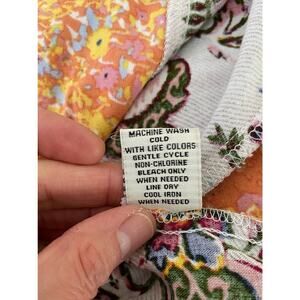 MACHINE WASH
COLD
WITH LIKE COLORS
GENTLE CYCLE
NON-CHLORINE
BLEACH ONLY
WHEN NEEDED
LINE DRY
COOL IRON
WHEN NEEDED